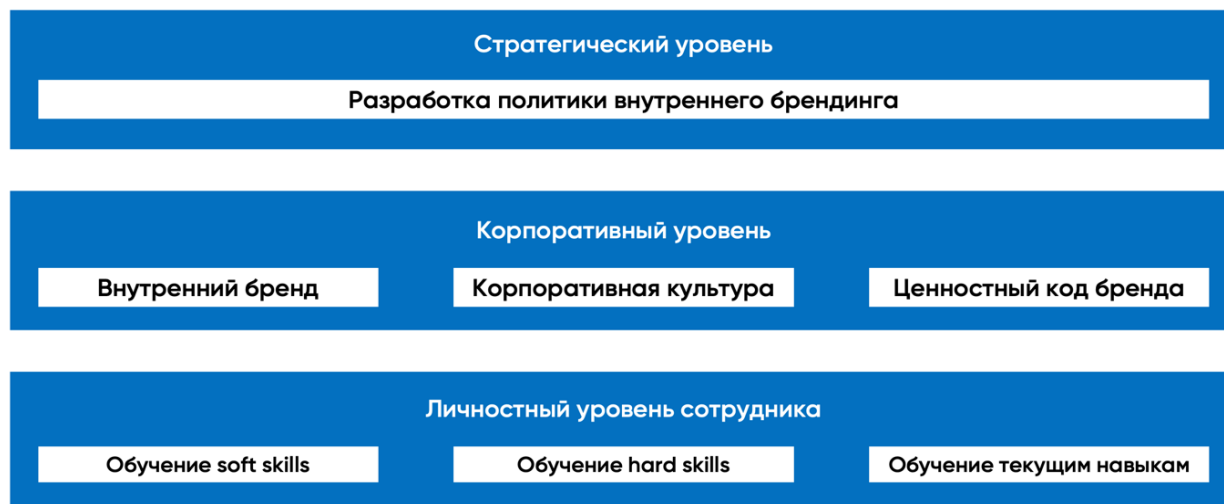 Стратегический уровень
Разработка политики внутреннего брендинга
Корпоративный уровень
Внутренний бренд
Корпоративная культура
Ценностный код бренда
Личностный уровень сотрудника
Обучение soft skills
Обучение hard skills
Обучение текущим навыкам